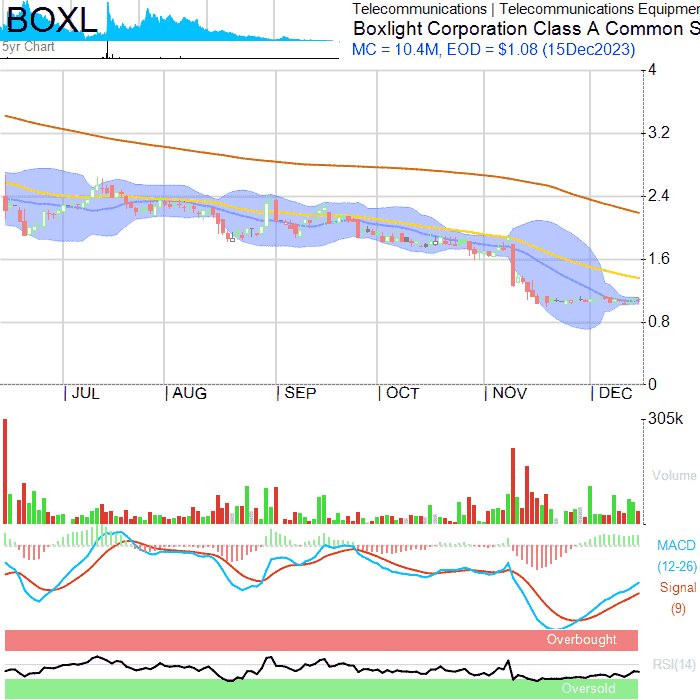 BOXL
5yr Chart
Telecommunications | Telecommunications Equipmen
Boxlight Corporation Class A Common S
MC = 10.4M, EOD = $1.08 (15Dec2023)
4
3.2
2.4
1.6
0.8
0
JUL
AUG
SEP
OCT
NOV
DEC
305k
Volume
MACD
(12-26)
Signal
(9)
Overbought
RSI(14)
Oversold